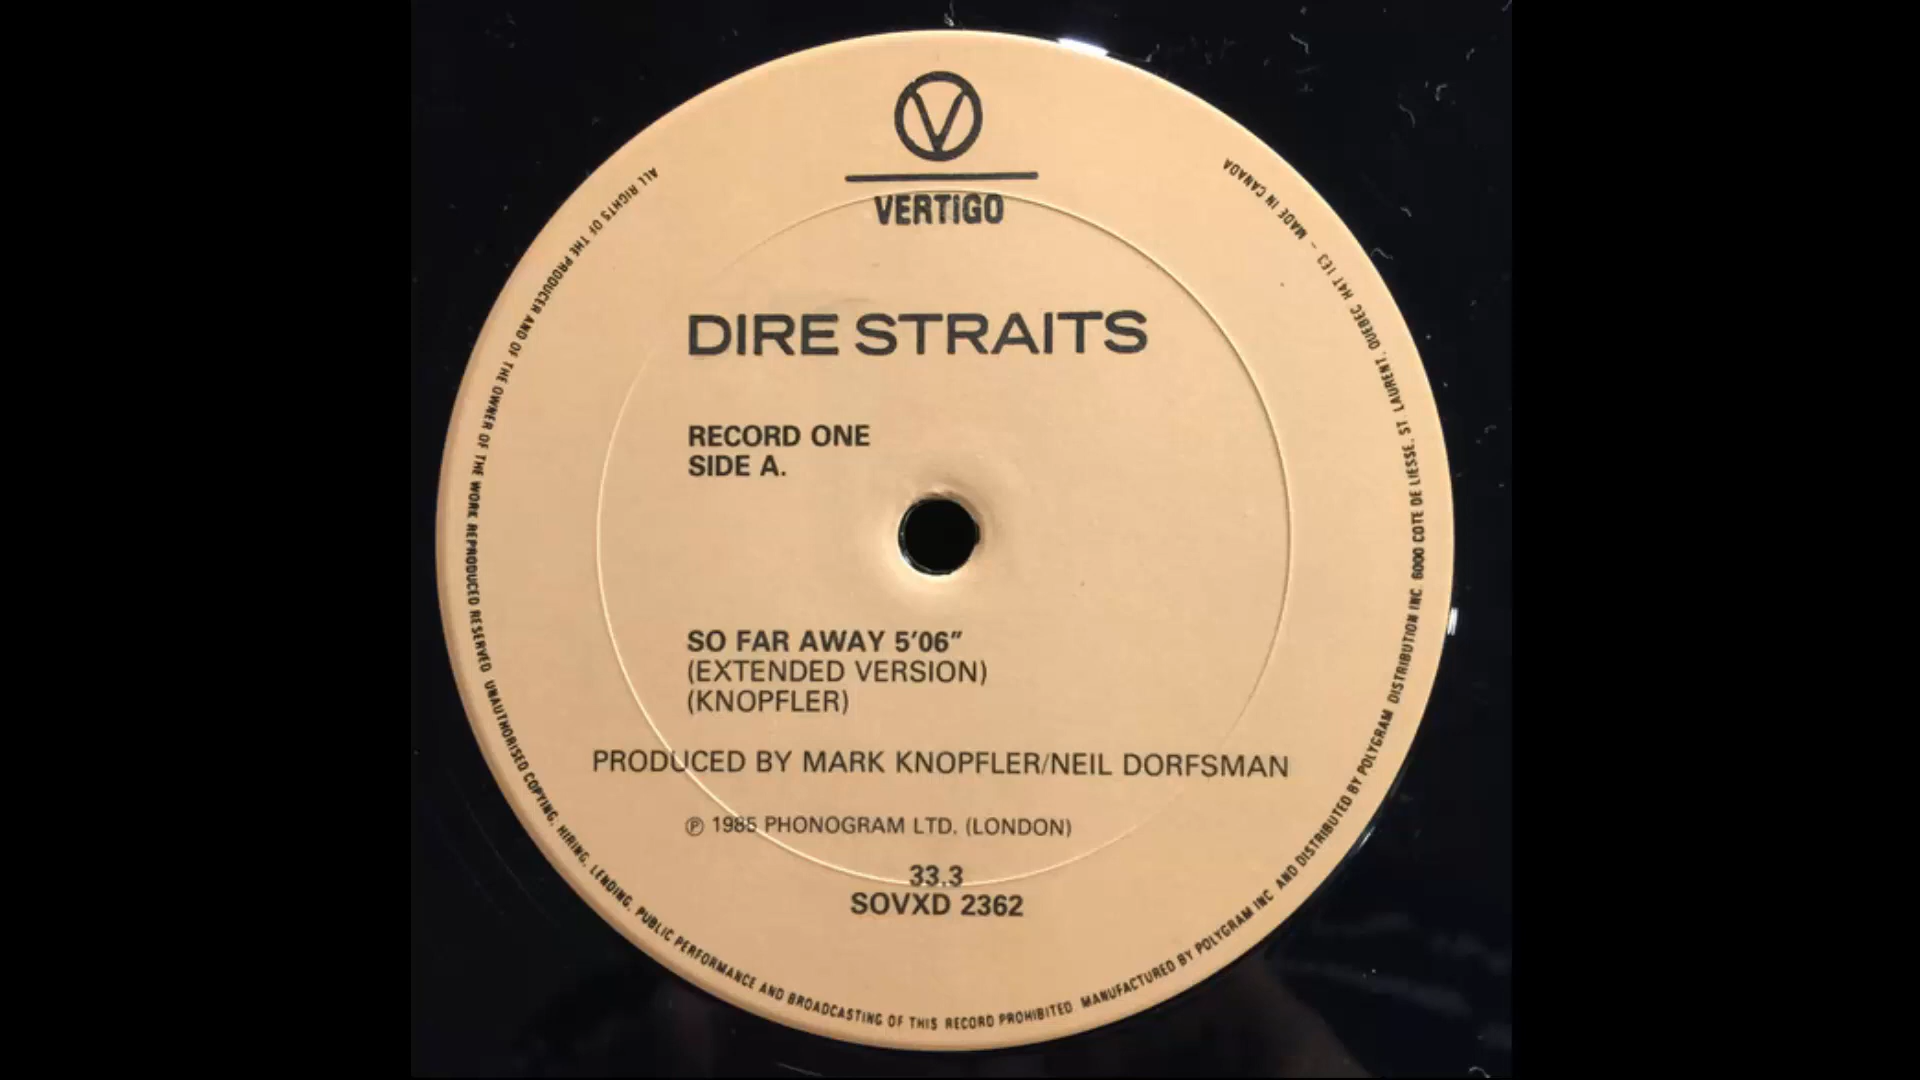 V
VERTIGO
DIRE STRAITS
RECORD ONE
SIDE A.
SO FAR AWAY 5'06"
(EXTENDED VERSION)
(KNOPFLER)
PRODUCED BY MARK KNOPFLER/NEIL DORFSMAN
℗ 1985 PHONOGRAM LTD. (LONDON)
33.3
SOVXD 2362
ALL RIGHTS OF THE PRODUCER AND OF THE OWNER OF THE WORK REPRODUCED RESERVED UNAUTHORISED COPYING, HIRING, LENDING, PUBLIC PERFORMANCE AND BROADCASTING OF THIS RECORD PROHIBITED MANUFACTURED BY POLYGRAM INC AND DISTRIBUTED BY POLYGRAM DISTRIBUTION INC 6000 COTE DE LIESSE, ST. LAURENT, QUEBEC H4T 1E3 – MADE IN CANADA